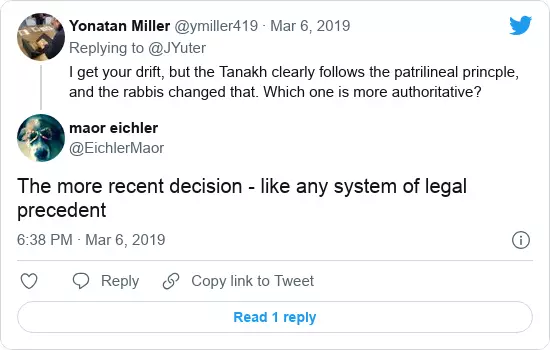 Yonatan Miller @ymiller419 · Mar 6, 2019
Replying to @JYuter
I get your drift, but the Tanakh clearly follows the patrilineal princple,
and the rabbis changed that. Which one is more authoritative?
maor eichler
@EichlerMaor
The more recent decision - like any system of legal
precedent
6:38 PM · Mar 6, 2019
Reply
Copy link to Tweet
Read 1 reply